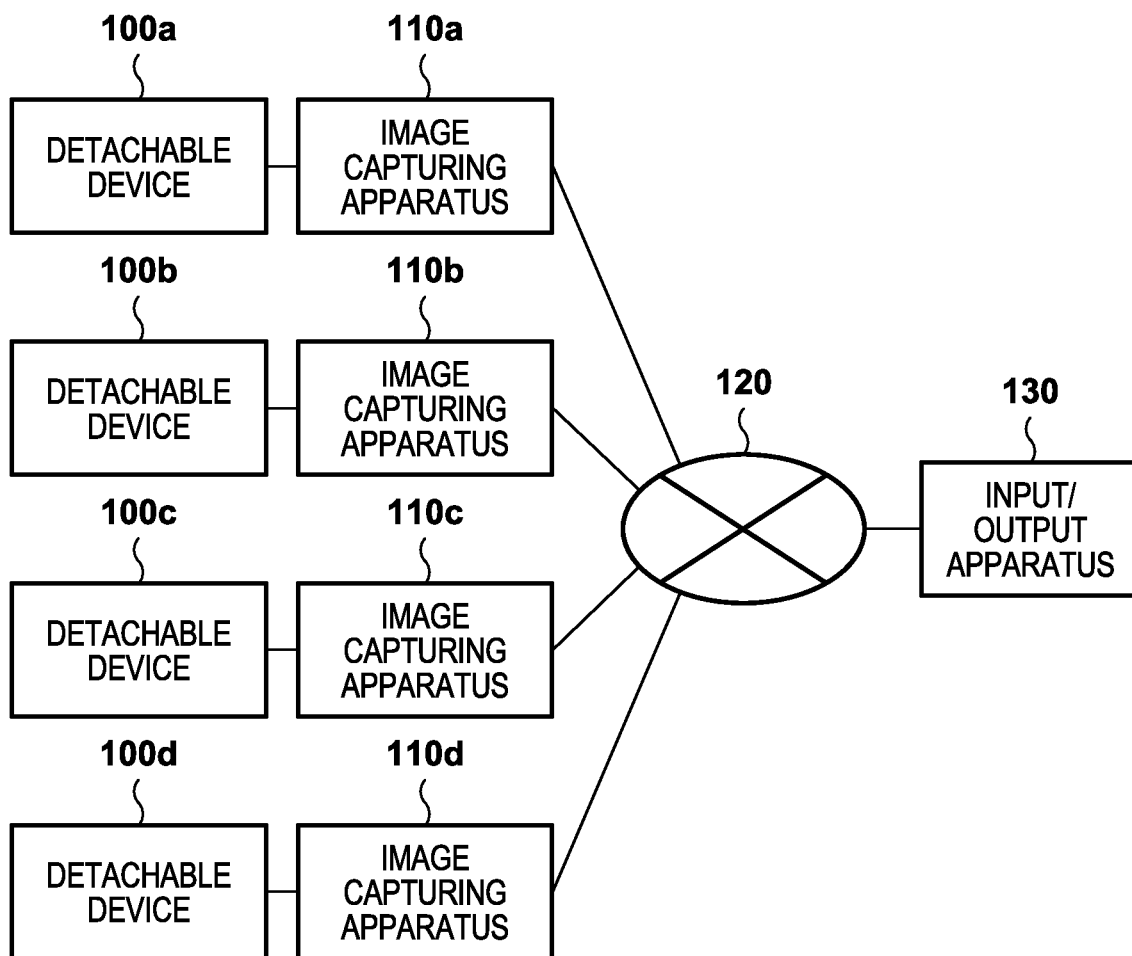 100a
110a
DETACHABLE
DEVICE
IMAGE
CAPTURING
APPARATUS
100b
110b
DETACHABLE
DEVICE
IMAGE
CAPTURING
APPARATUS
120
130
INPUT/
OUTPUT
APPARATUS
100c
110c
DETACHABLE
DEVICE
IMAGE
CAPTURING
APPARATUS
100d
110d
DETACHABLE
DEVICE
IMAGE
CAPTURING
APPARATUS